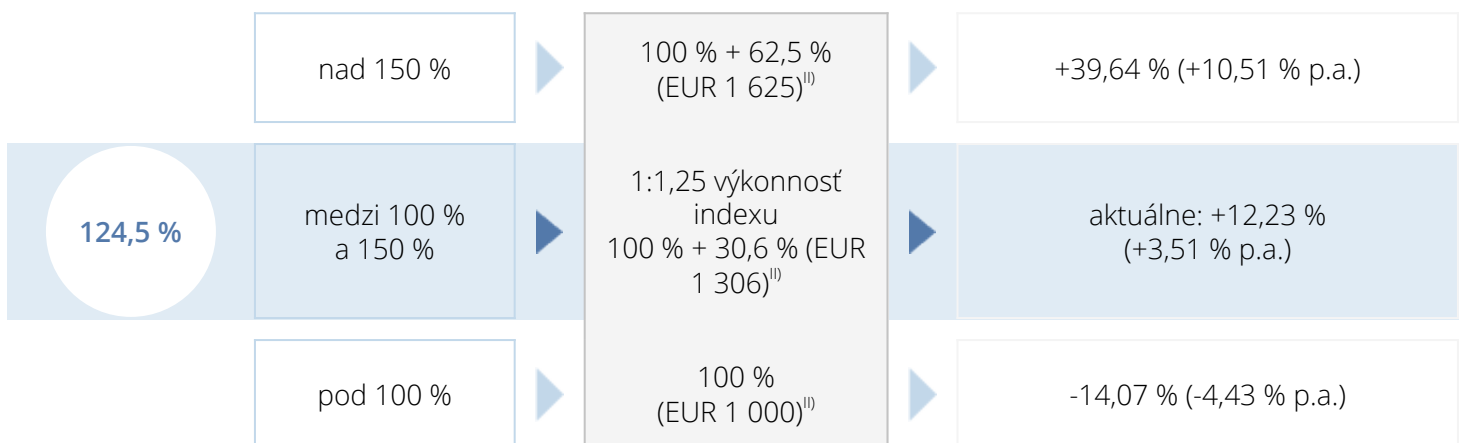 nad 150 %
100 % + 62,5 %
(EUR 1 625)II)
+39,64 % (+10,51 % p.a.)
124,5 %
medzi 100 %
a 150 %
1:1,25 výkonnosť
indexu
100 % + 30,6 % (EUR
1 306)II)
aktuálne: +12,23 %
(+3,51 % p.a.)
pod 100 %
100 %
(EUR 1 000)II)
-14,07 % (-4,43 % p.a.)